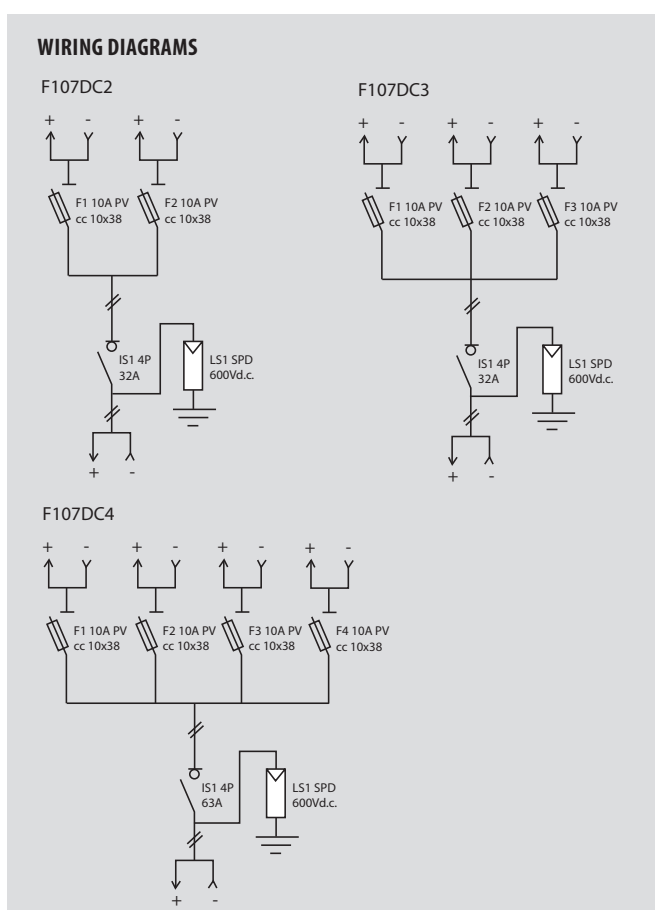 WIRING DIAGRAMS
F107DC2
+ - + -
F1 10A PV
cc 10x38
F2 10A PV
cc 10x38
IS1 4P
32A
LS1 SPD
600Vd.c.
+ -
F107DC3
+ - + - + -
F1 10A PV
cc 10x38
F2 10A PV
cc 10x38
F3 10A PV
cc 10x38
IS1 4P
32A
LS1 SPD
600Vd.c.
+ -
F107DC4
+ - + - + - + -
F1 10A PV
cc 10x38
F2 10A PV
cc 10x38
F3 10A PV
cc 10x38
F4 10A PV
cc 10x38
IS1 4P
63A
LS1 SPD
600Vd.c.
+ -